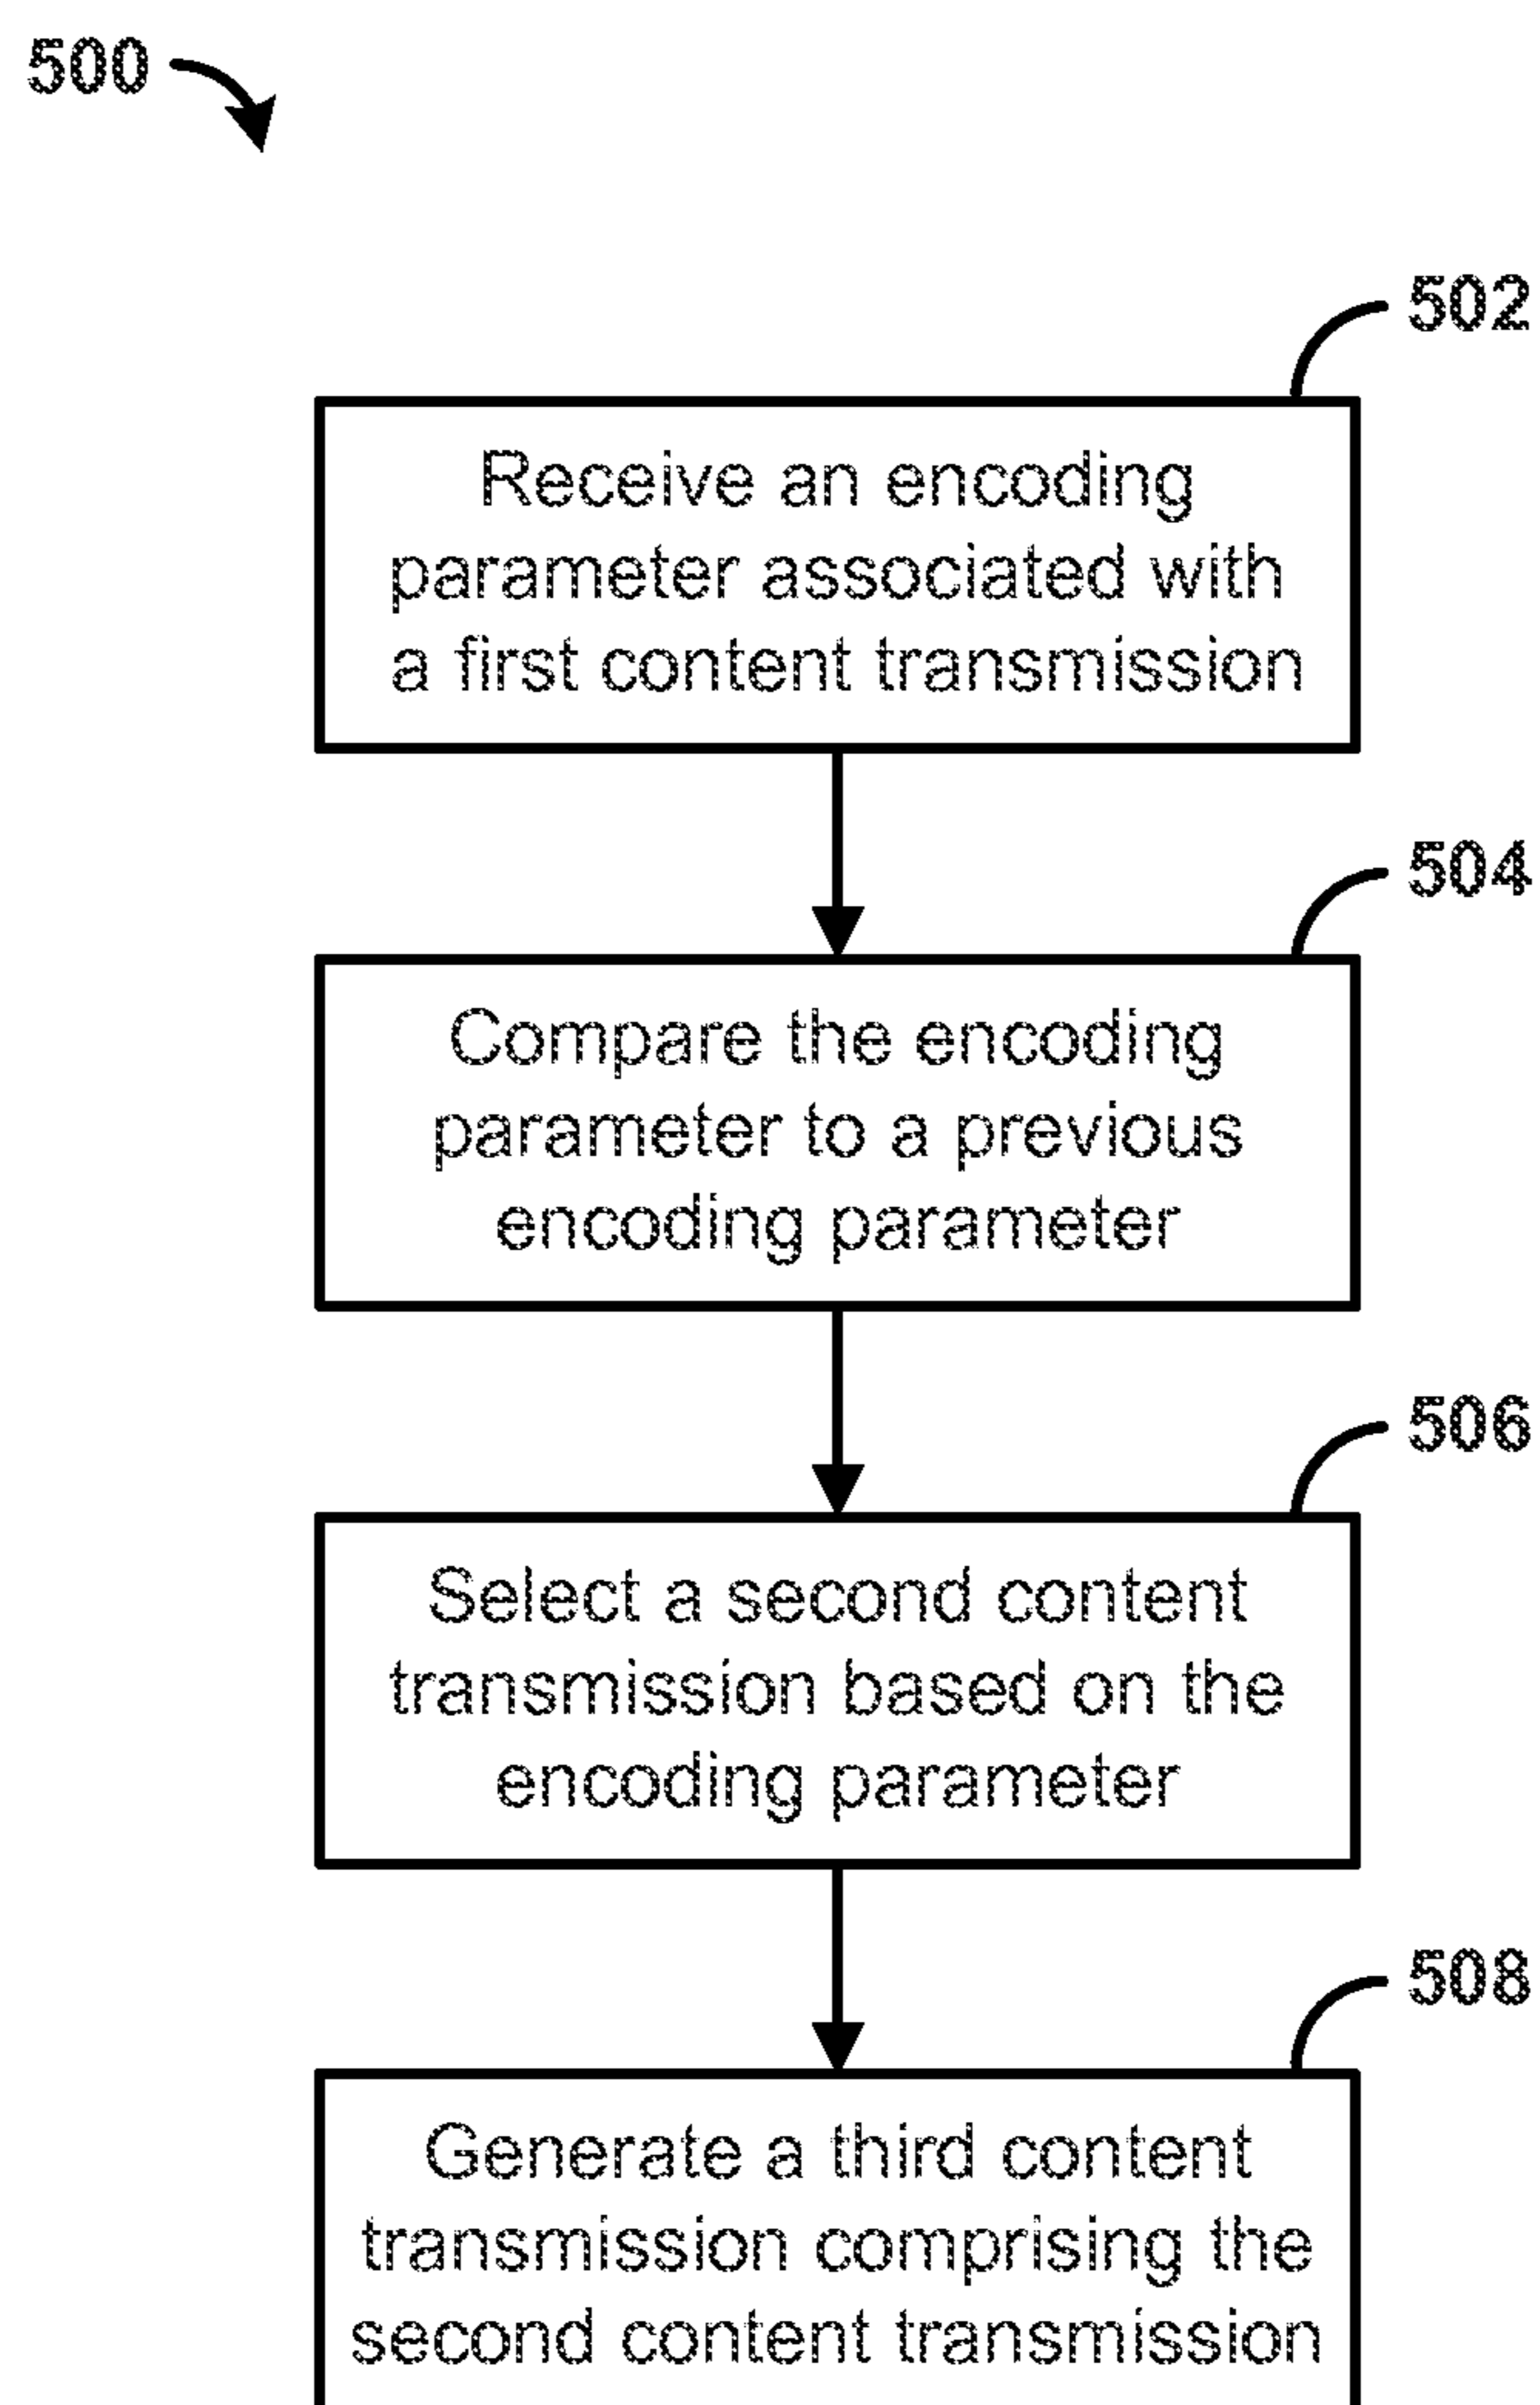 500
502
Receive an encoding
parameter associated with
a first content transmission
504
Compare the encoding
parameter to a previous
encoding parameter
506
Select a second content
transmission based on the
encoding parameter
508
Generate a third content
transmission comprising the
second content transmission